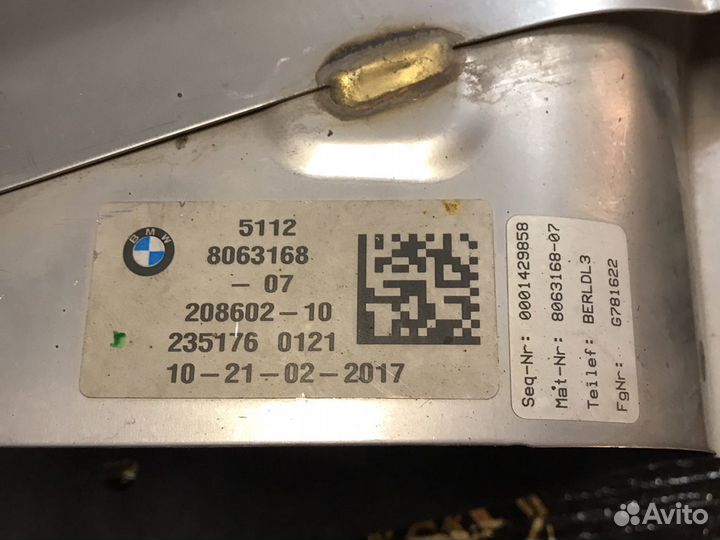 BMW
5112
8063168
- 07
208602-10
235176 0121
10-21-02-2017
Seq-Nr: 0001429858
Mat-Nr: 8063168-07
Teilef: BERLDL3
FgNr: G781622
Avito